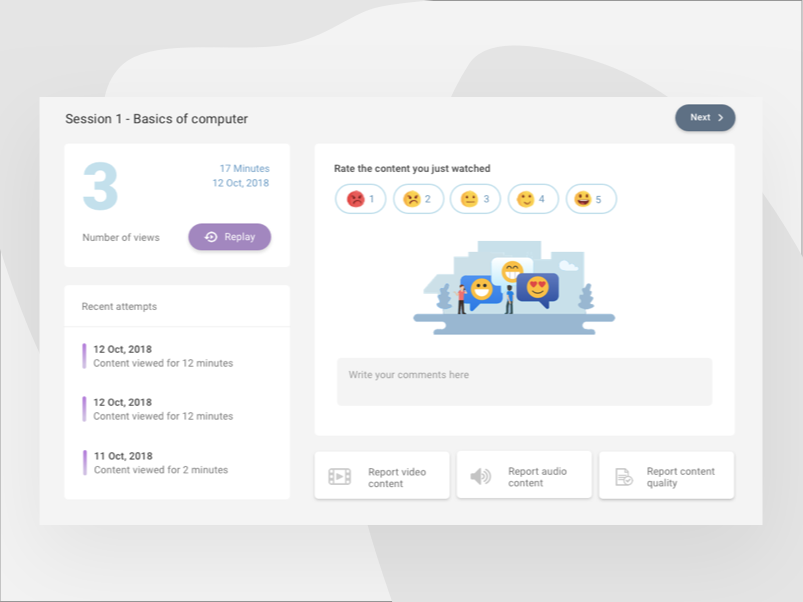 Session 1 - Basics of computer
Next
3
17 Minutes
12 Oct, 2018
Number of views
Replay
Recent attempts
12 Oct, 2018
Content viewed for 12 minutes
12 Oct, 2018
Content viewed for 12 minutes
11 Oct, 2018
Content viewed for 2 minutes
Rate the content you just watched
1 2 3 4 5
Write your comments here
Report video
content
Report audio
content
Report content
quality